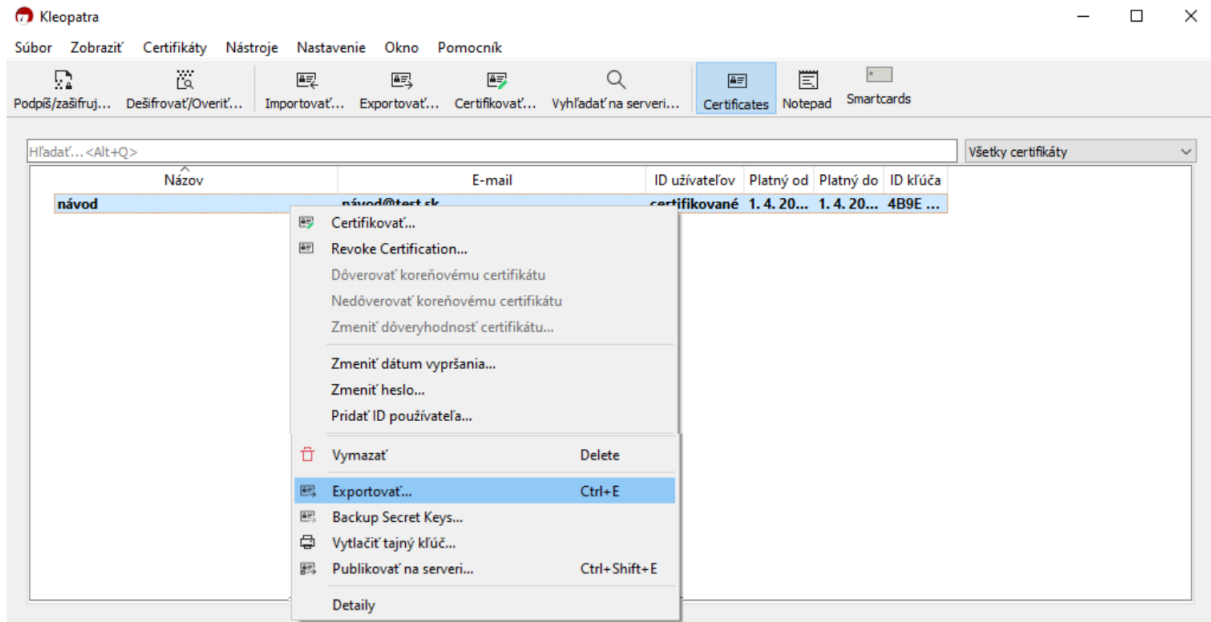 Kleopatra
Súbor Zobraziť Certifikáty Nástroje Nastavenie Okno Pomocník
Podpíš/zašifruj... Dešifrovať/Overiť... Importovať... Exportovať... Certifikovať... Vyhľadať na serveri... Certificates Notepad Smartcards
Hľadať...<Alt+Q> Všetky certifikáty
Názov E-mail ID užívateľov Platný od Platný do ID kľúča
návod návod@test.sk certifikované 1. 4. 20... 1. 4. 20... 4B9E ...
Certifikovať...
Revoke Certification...
Dôverovať koreňovému certifikátu
Nedôverovať koreňovému certifikátu
Zmeniť dôveryhodnosť certifikátu...
Zmeniť dátum vypršania...
Zmeniť heslo...
Pridať ID používateľa...
Vymazať Delete
Exportovať... Ctrl+E
Backup Secret Keys...
Vytlačiť tajný kľúč...
Publikovať na serveri... Ctrl+Shift+E
Detaily